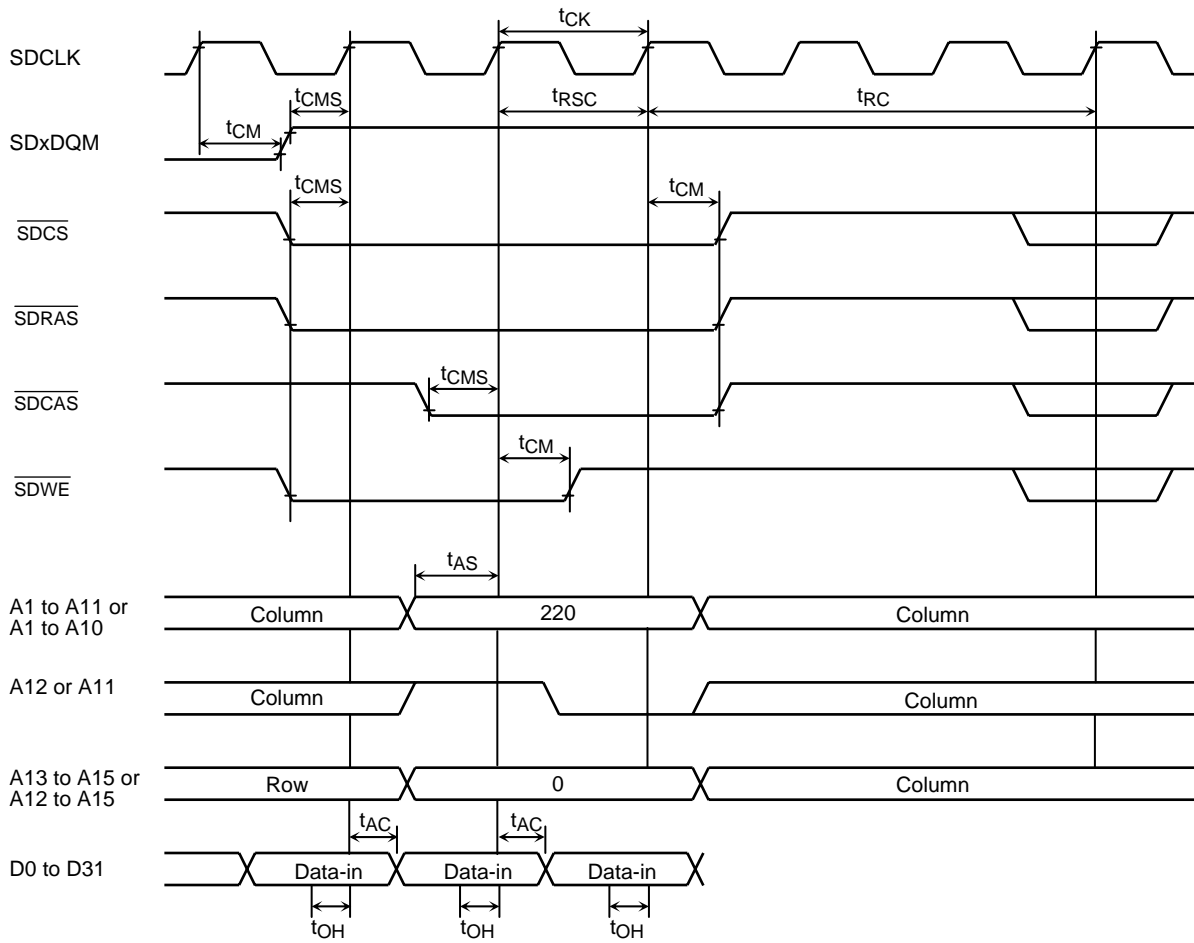 tCK
SDCLK
tCMS
tRSC
tRC
tCM
SDxDQM
tCMS
tCM
SDCS
SDRAS
tCMS
SDCAS
tCM
SDWE
tAS
A1 to A11 or
A1 to A10
Column
220
Column
A12 or A11
Column
Column
A13 to A15 or
A12 to A15
Row
0
Column
tAC
tAC
D0 to D31
Data-in
Data-in
Data-in
tOH
tOH
tOH